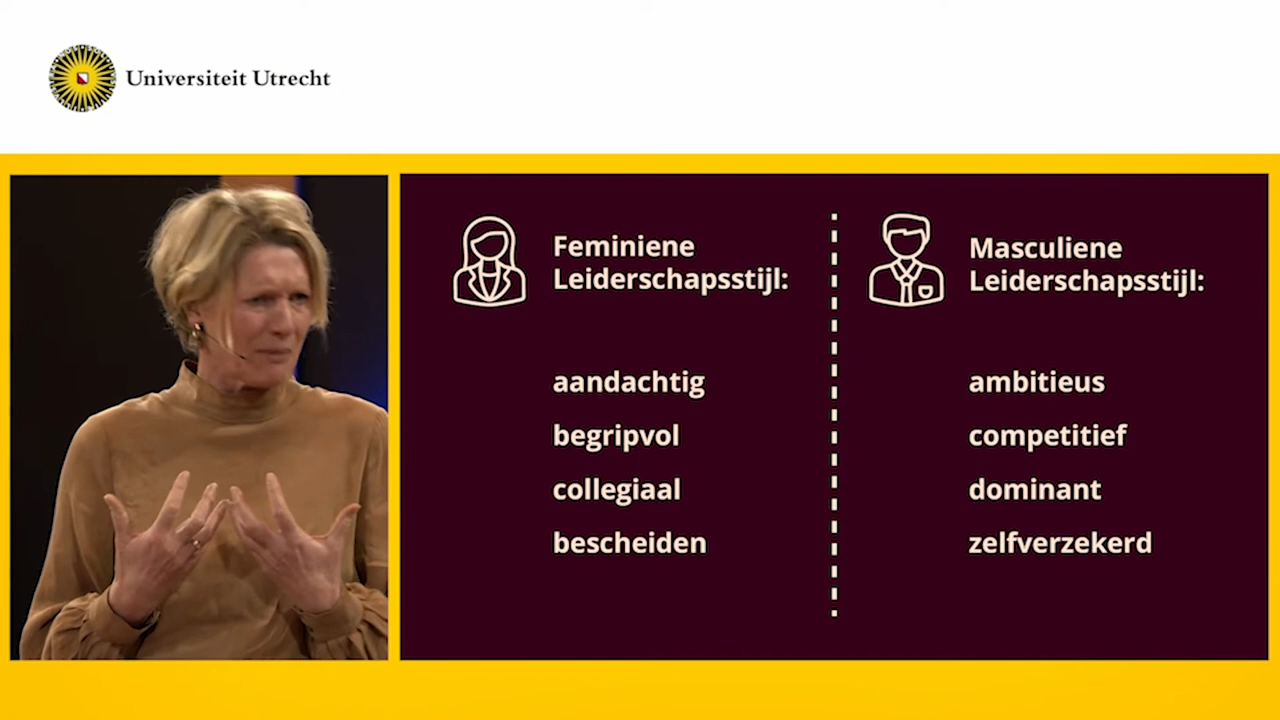 Universiteit Utrecht
Feminiene
Leiderschapsstijl:
aandachtig
begripvol
collegiaal
bescheiden
Masculiene
Leiderschapsstijl:
ambitieus
competitief
dominant
zelfverzekerd